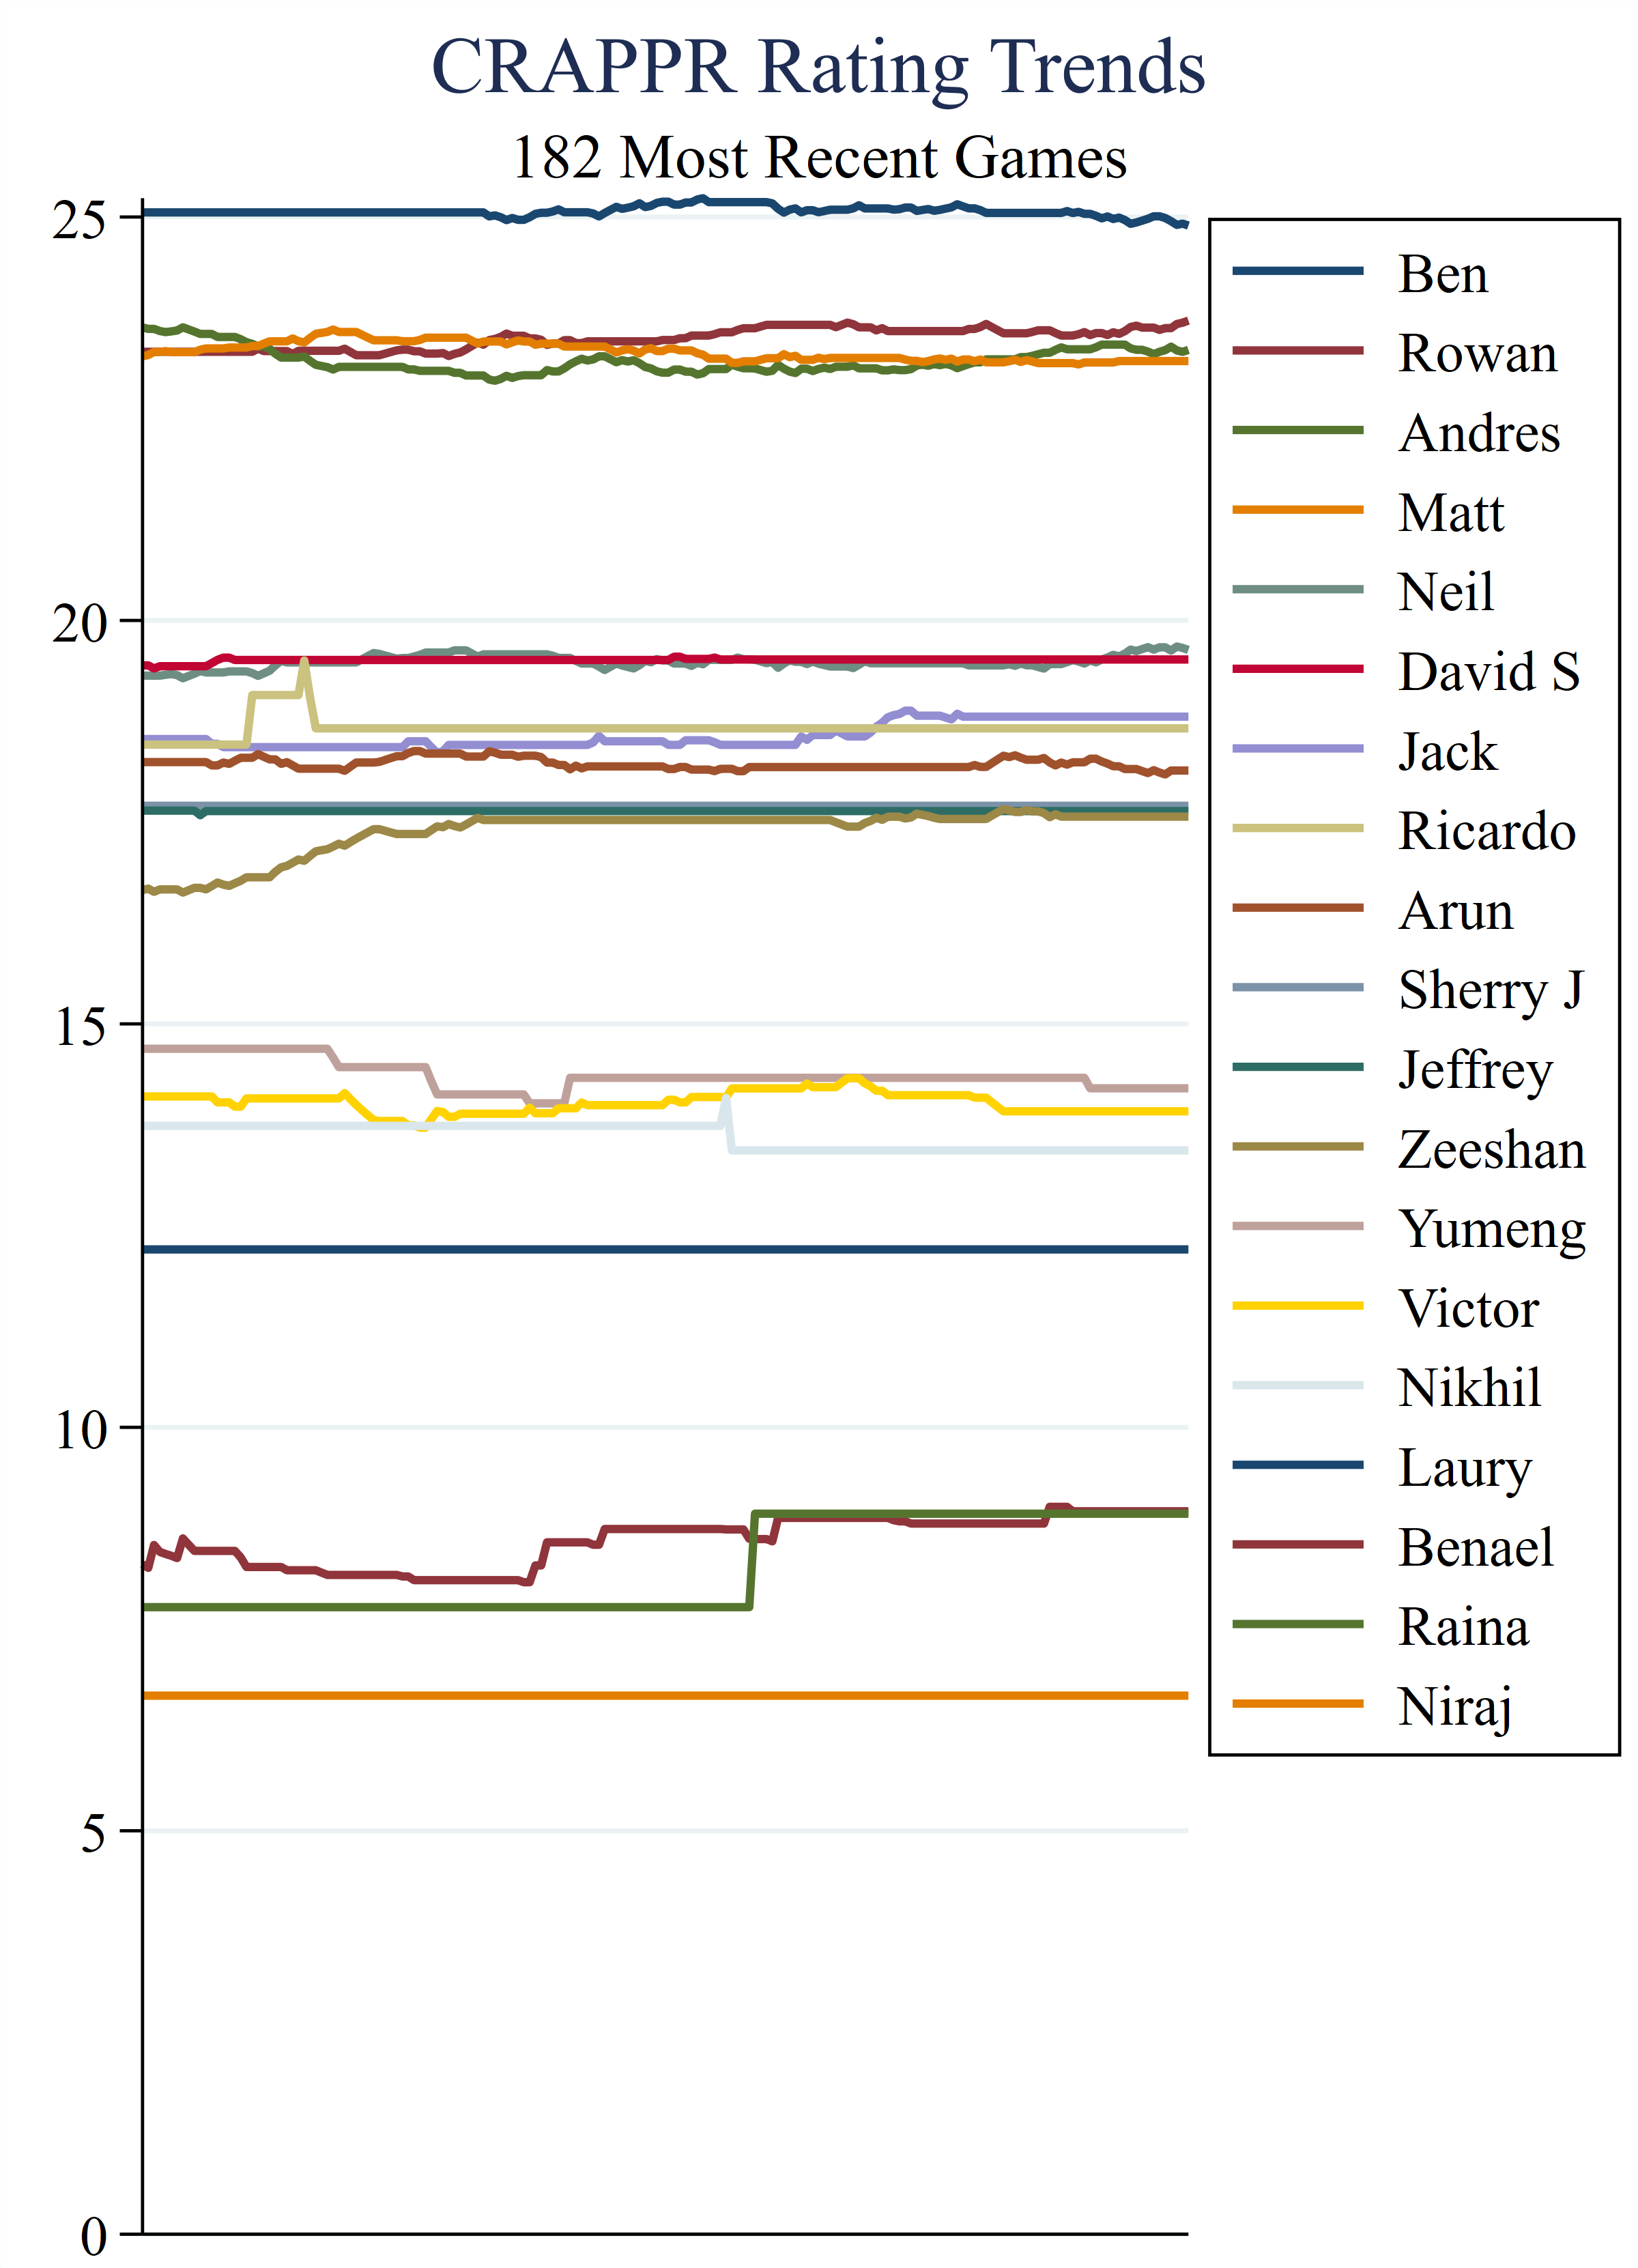 CRAPPR Rating Trends
182 Most Recent Games
25
20
15
10
5
0
Ben
Rowan
Andres
Matt
Neil
David S
Jack
Ricardo
Arun
Sherry J
Jeffrey
Zeeshan
Yumeng
Victor
Nikhil
Laury
Benael
Raina
Niraj